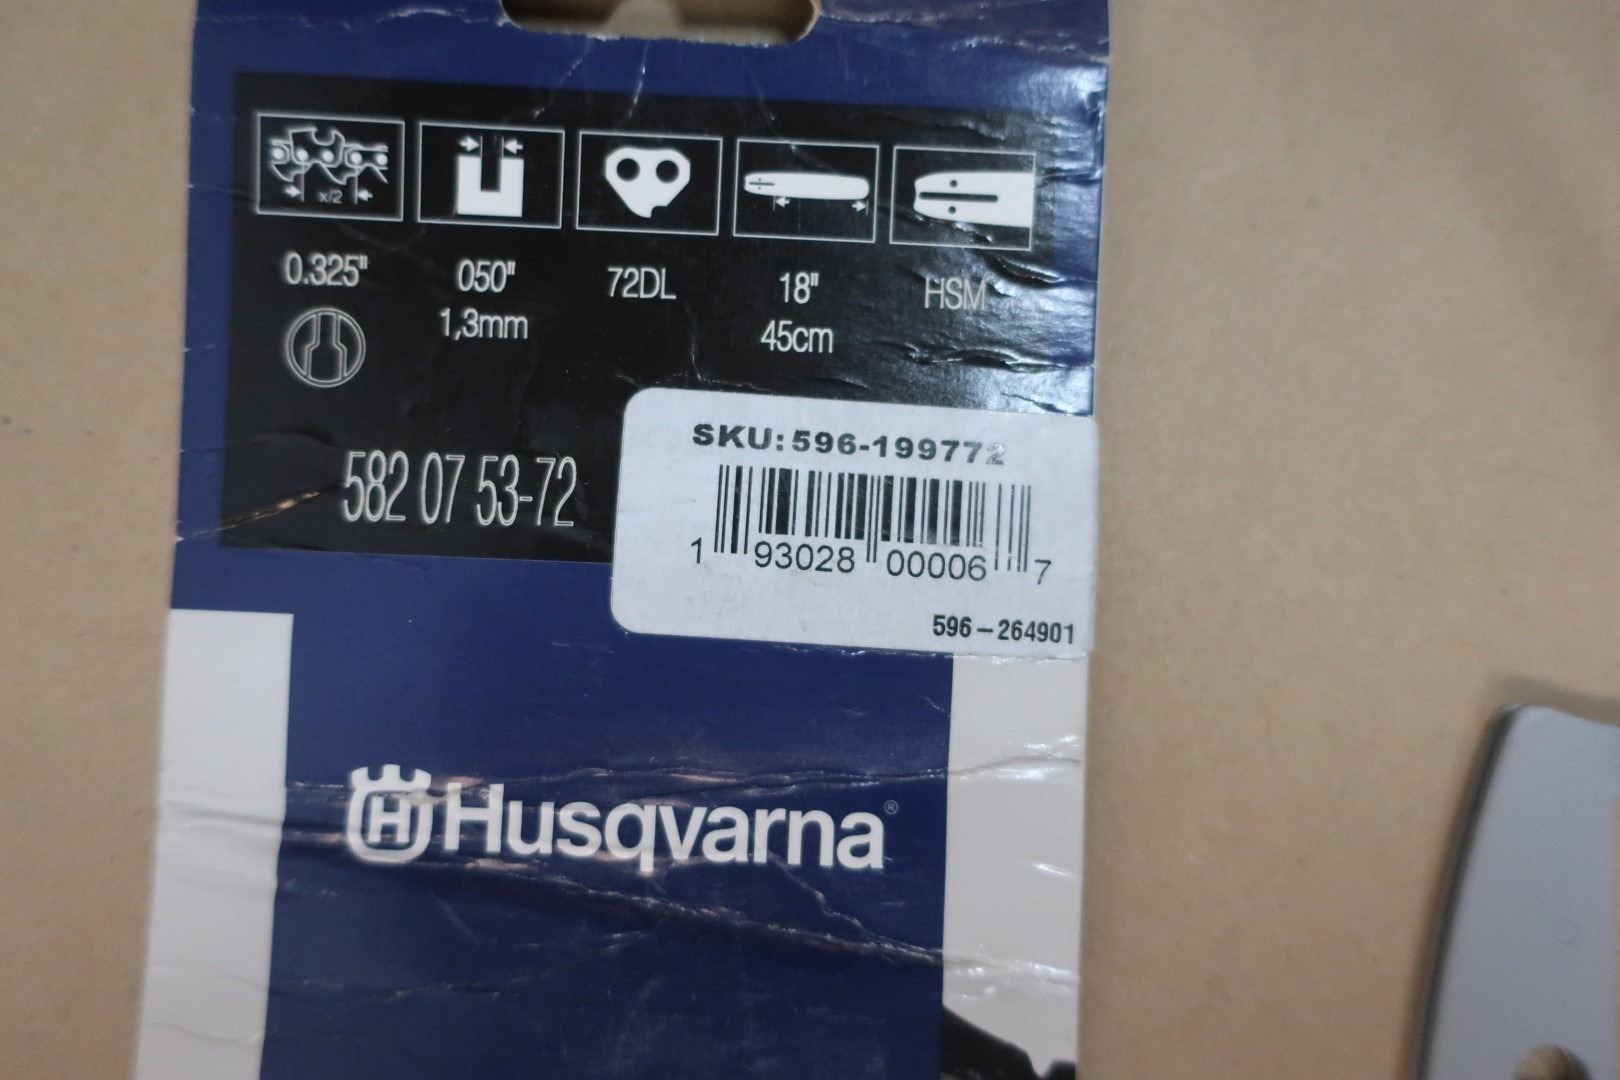 x/2
0.325" 050" 72DL 18" HSM
1,3mm 45cm
582 07 53-72
SKU: 596-199772
1 93028 00006 7
596-264901
H Husqvarna®